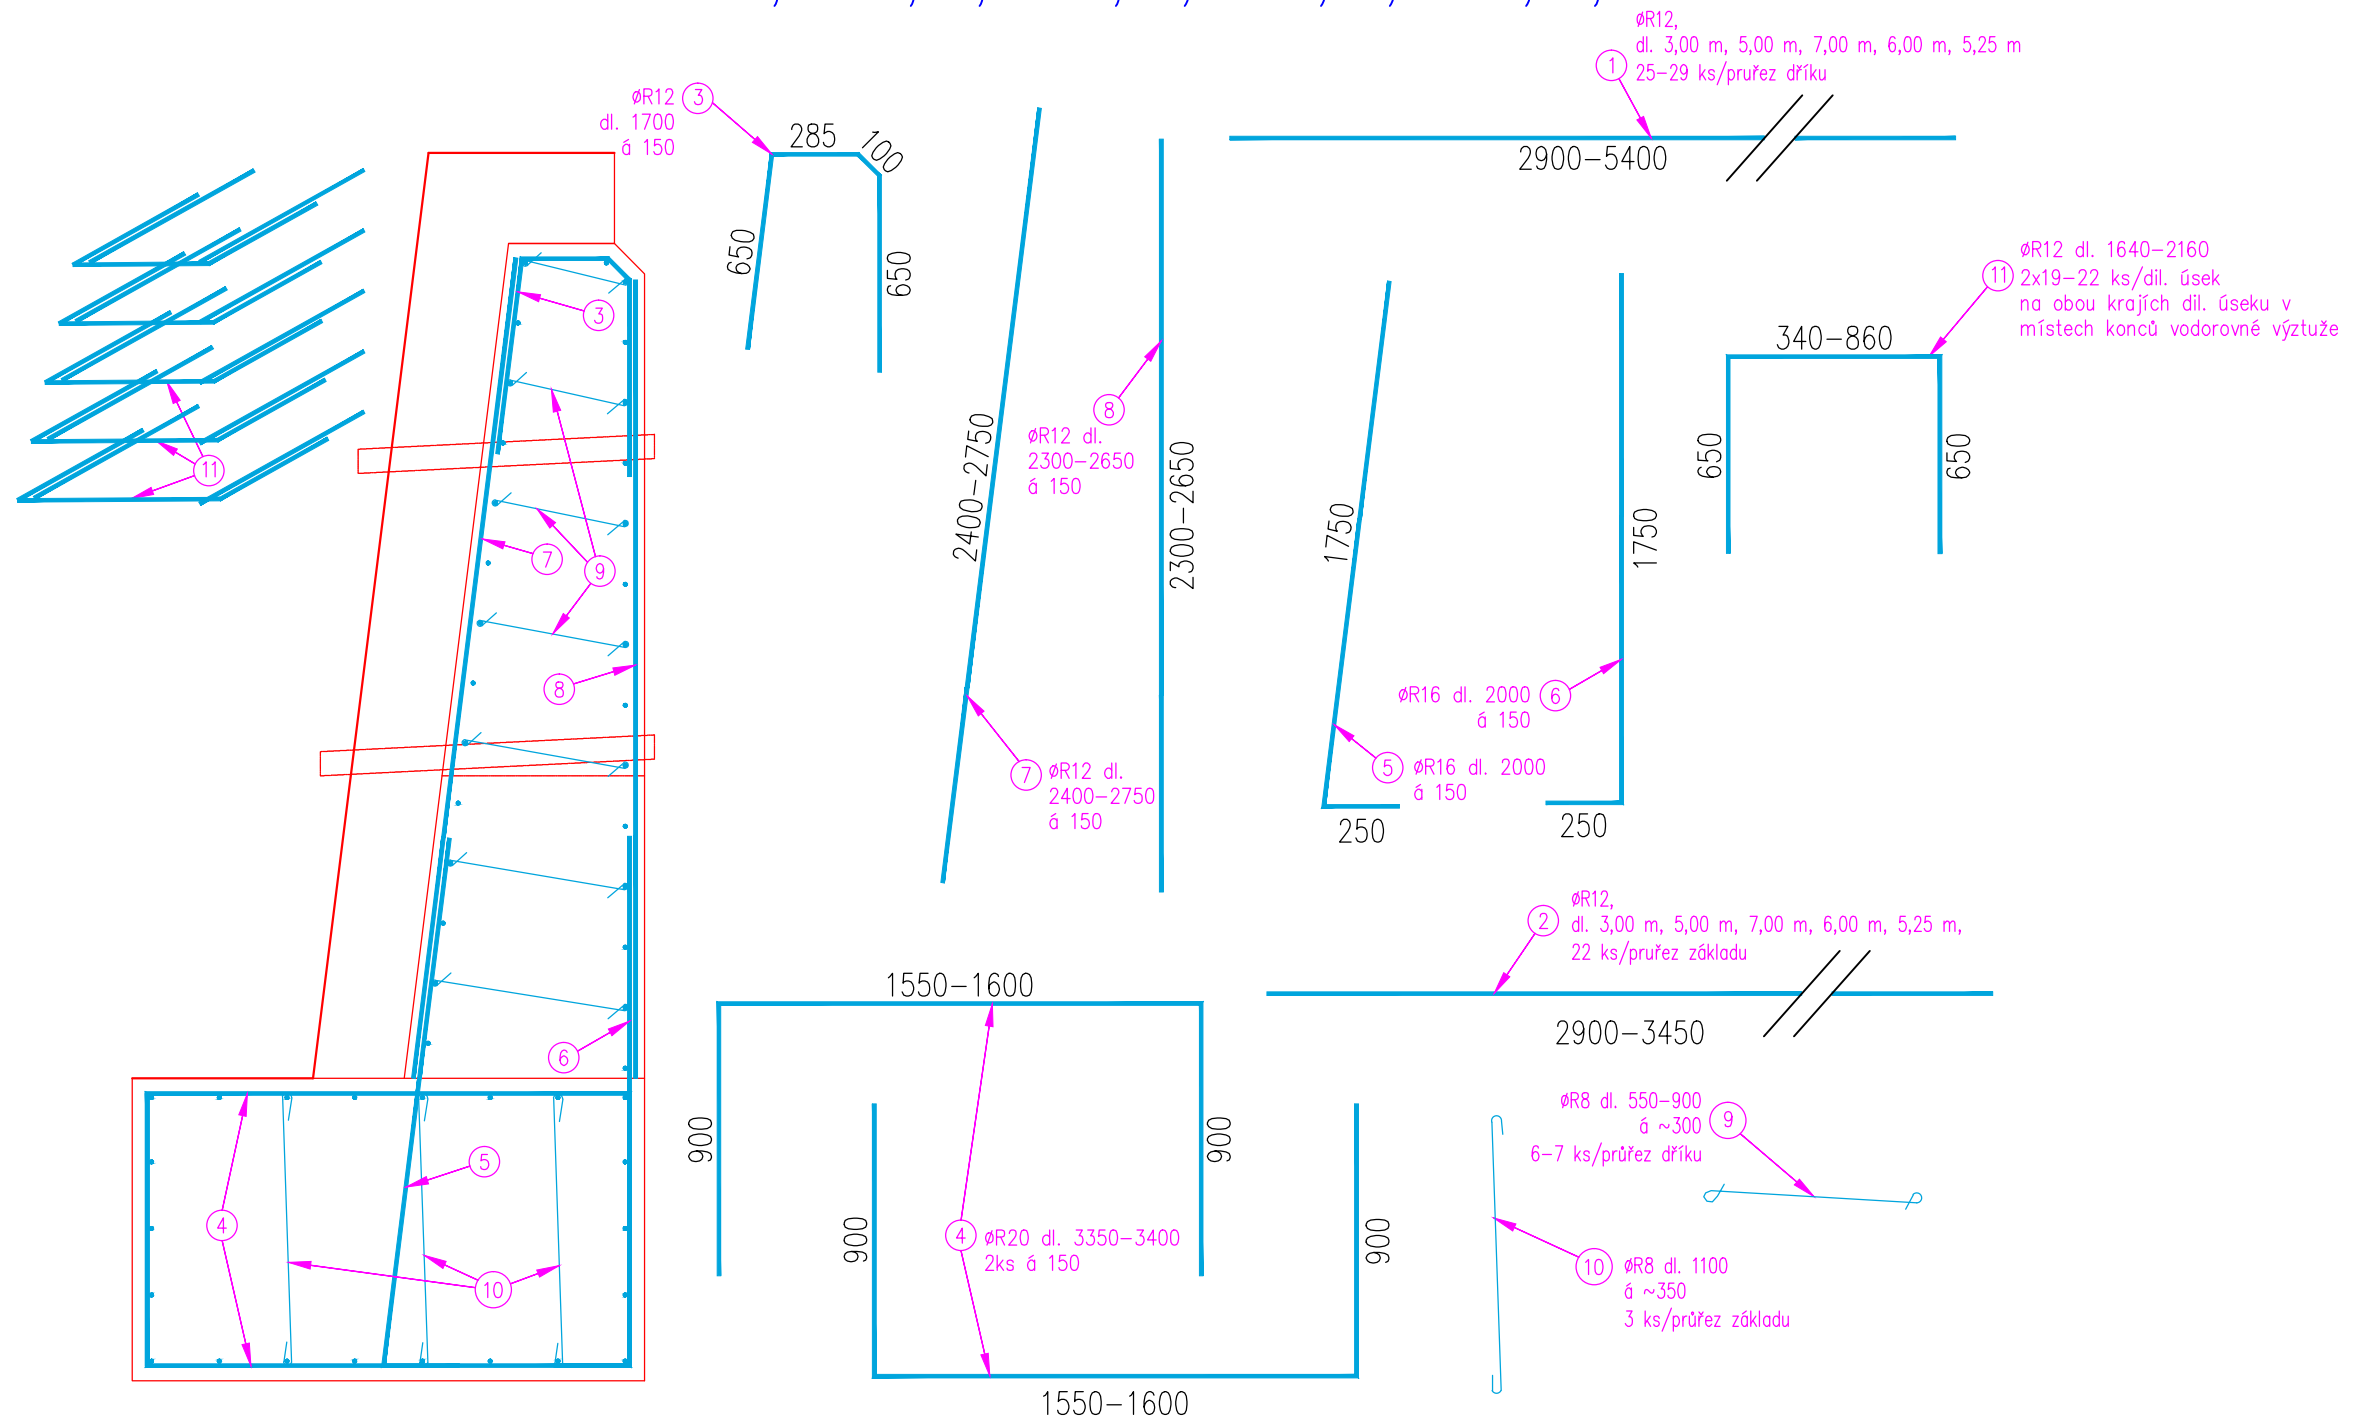 øR12,
dl. 3,00 m, 5,00 m, 7,00 m, 6,00 m, 5,25 m
25-29 ks/pruřez dříku
1
2900-5400
øR12
dl. 1700
á 150
3
285
100
650
650
øR12 dl. 1640-2160
2x19-22 ks/dil. úsek
na obou krajích dil. úseku v
místech konců vodorovné výztuže
11
340-860
650
650
3
11
7
9
8
6
2400-2750
8
øR12 dl.
2300-2650
á 150
2300-2650
7
øR12 dl.
2400-2750
á 150
1750
1750
øR16 dl. 2000
á 150
6
5
øR16 dl. 2000
á 150
250
250
2
øR12,
dl. 3,00 m, 5,00 m, 7,00 m, 6,00 m, 5,25 m,
22 ks/pruřez základu
2900-3450
1550-1600
900
900
900
900
4
øR20 dl. 3350-3400
2ks á 150
1550-1600
5
4
10
øR8 dl. 550-900
á ~300
6-7 ks/průřez dříku
9
10
øR8 dl. 1100
á ~350
3 ks/průřez základu